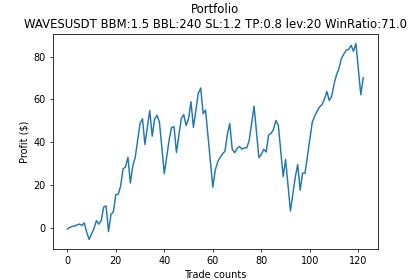 Portfolio
WAVESUSDT BBM:1.5 BBL:240 SL:1.2 TP:0.8 lev:20 WinRatio:71.0
Profit ($)
80
60
40
20
0
0 20 40 60 80 100 120
Trade counts